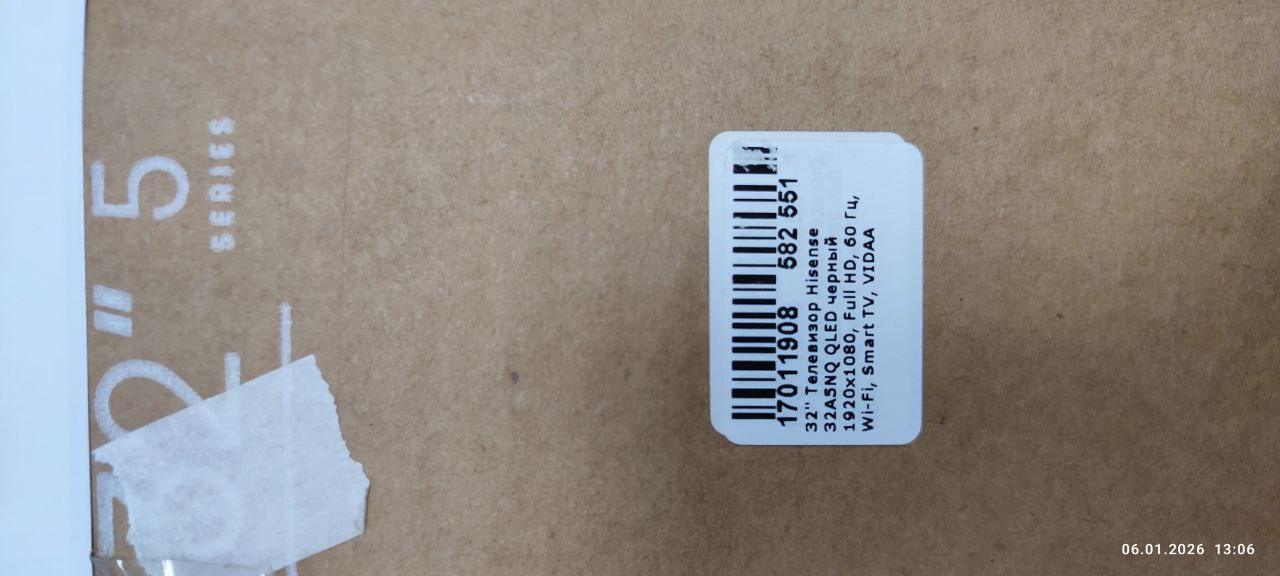 32" 5
SERIES
17011908 582 551
32" Телевизор Hisense
32A5NQ QLED черный
1920x1080, Full HD, 60 Гц,
Wi-Fi, Smart TV, VIDAA
06.01.2026 13:06